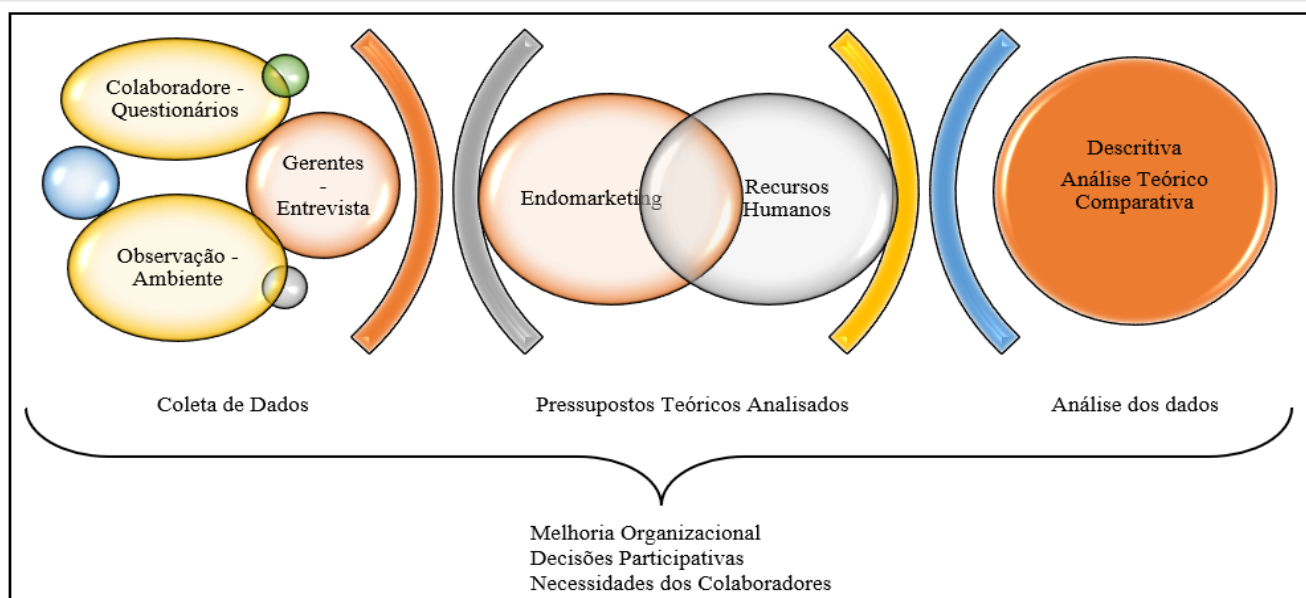 Colaboradore -
Questionários
Gerentes
-
Entrevista
Observação -
Ambiente
Endomarketing
Recursos
Humanos
Descritiva
Análise Teórico
Comparativa
Coleta de Dados
Pressupostos Teóricos Analisados
Análise dos dados
Melhoria Organizacional
Decisões Participativas
Necessidades dos Colaboradores